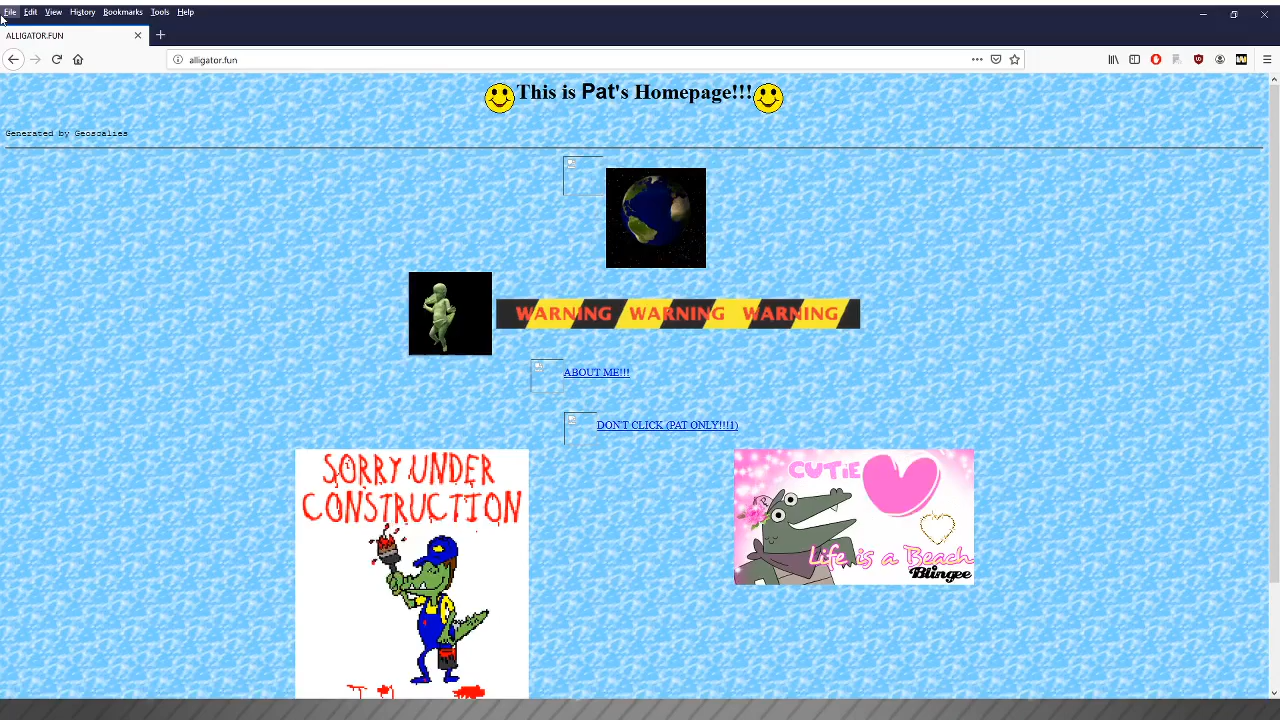 File Edit View History Bookmarks Tools Help
ALLIGATOR.FUN
alligator.fun
This is Pat's Homepage!!!
Generated by Geoscalies
WARNING WARNING WARNING
ABOUT ME!!!
DON'T CLICK (PAT ONLY!!!1)
SORRY UNDER
CONSTRUCTION
CUTiE
Life is a Beach
Blingee